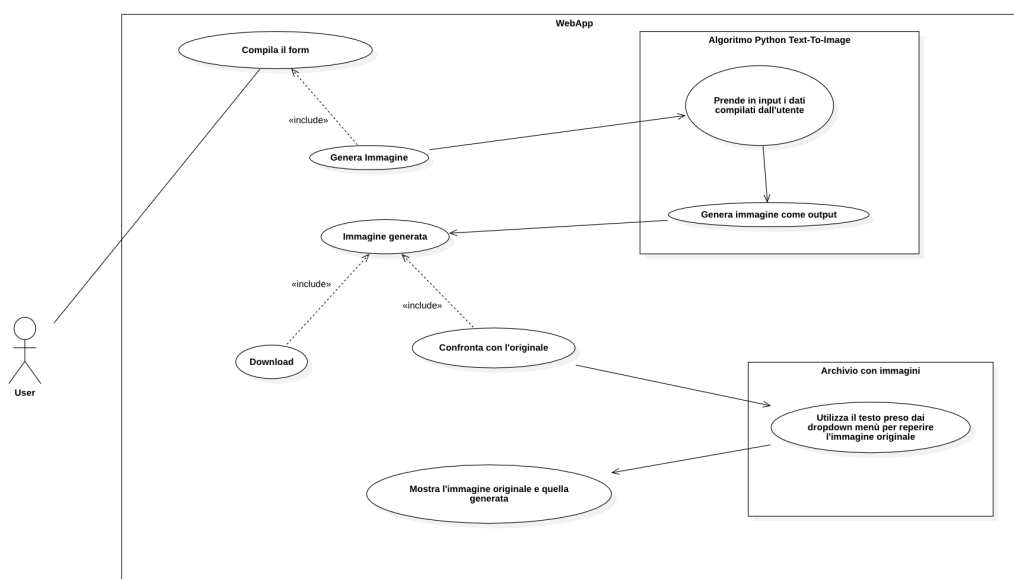 WebApp
Compila il form
Algoritmo Python Text-To-Image
Prende in input i dati
compilati dall'utente
«include»
Genera Immagine
Genera immagine come output
Immagine generata
«include»
«include»
Confronta con l'originale
Download
Archivio con immagini
User
Utilizza il testo preso dai
dropdown menù per reperire
l'immagine originale
Mostra l'immagine originale e quella
generata